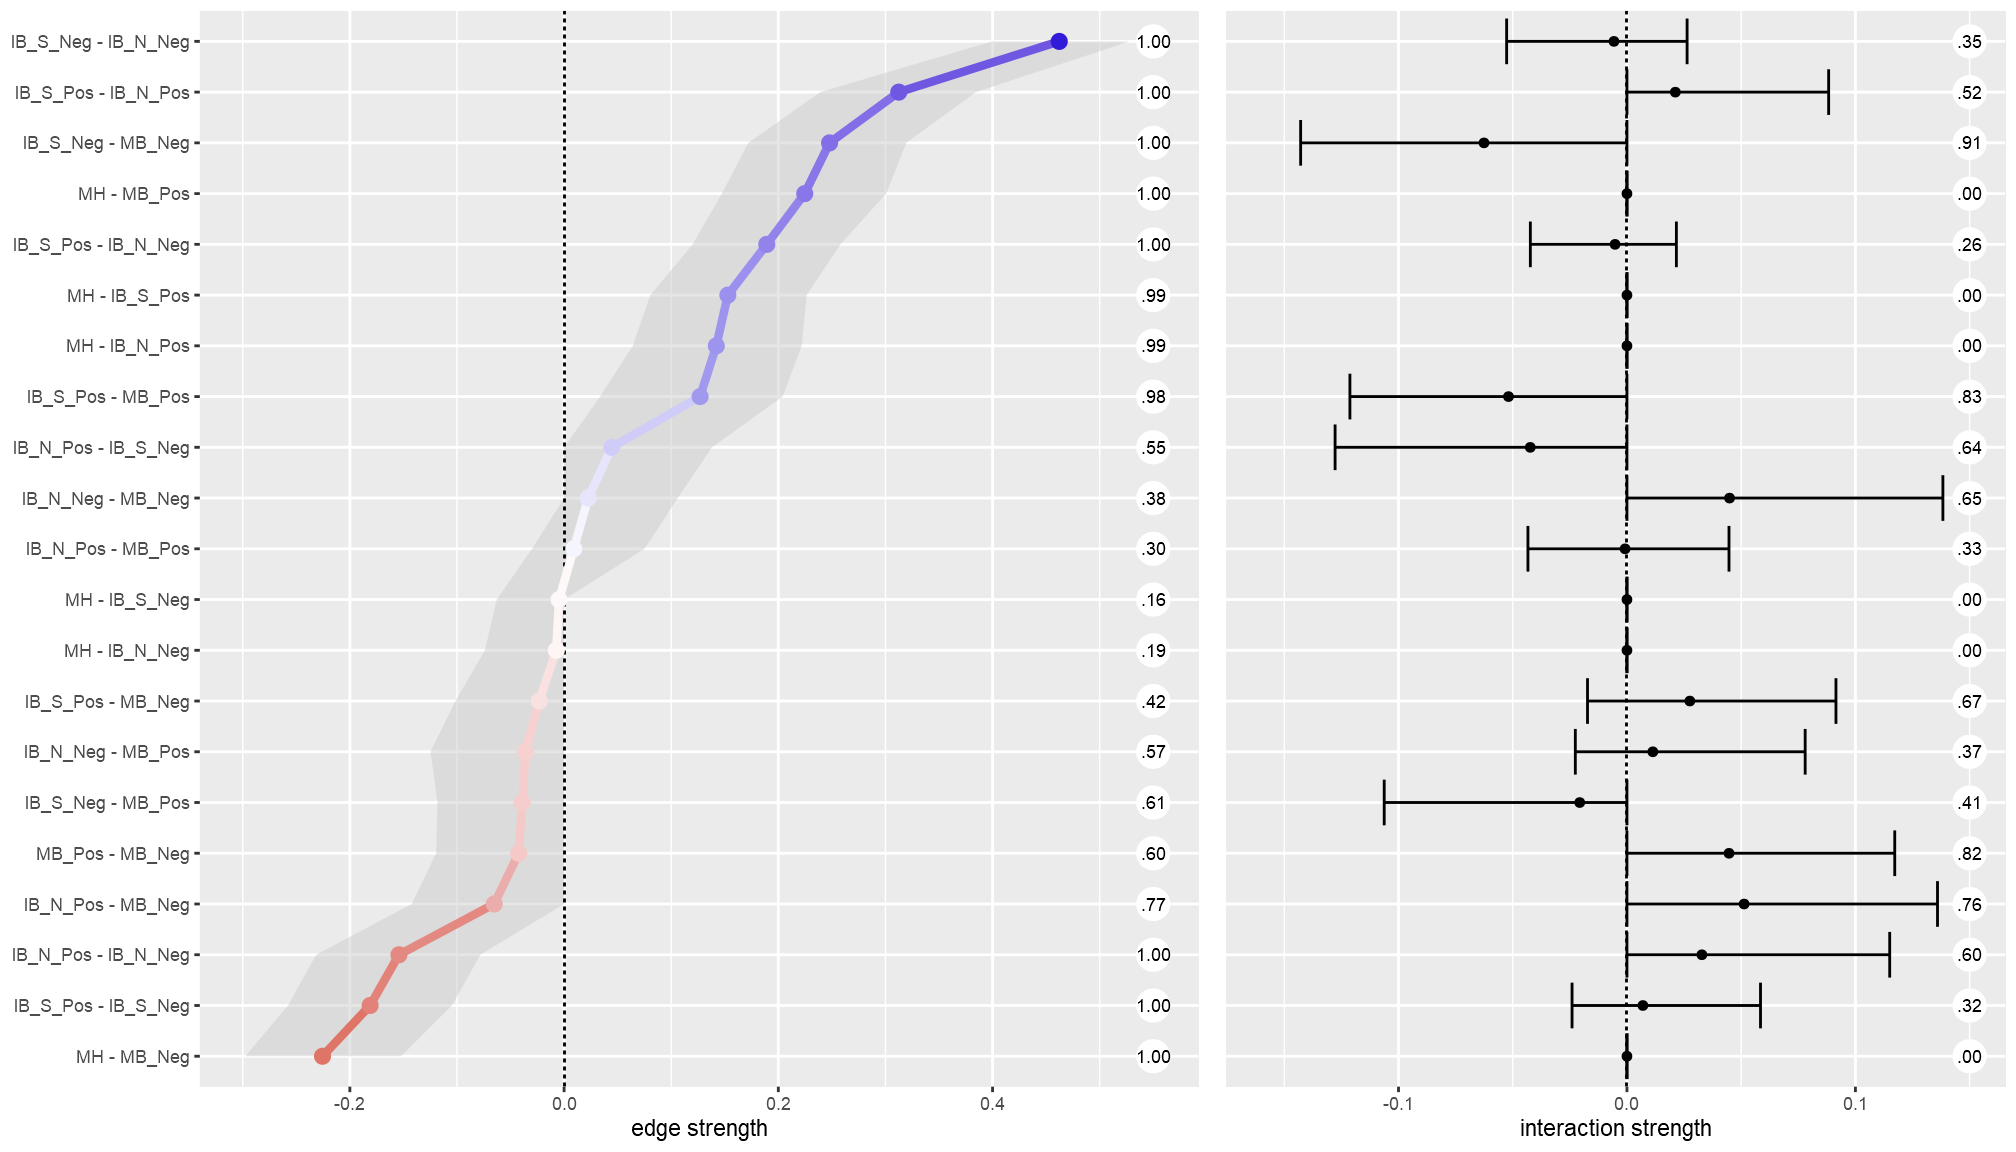 IB_S_Neg - IB_N_Neg 1.00 .35
IB_S_Pos - IB_N_Pos 1.00 .52
IB_S_Neg - MB_Neg 1.00 .91
MH - MB_Pos 1.00 .00
IB_S_Pos - IB_N_Neg 1.00 .26
MH - IB_S_Pos .99 .00
MH - IB_N_Pos .99 .00
IB_S_Pos - MB_Pos .98 .83
IB_N_Pos - IB_S_Neg .55 .64
IB_N_Neg - MB_Neg .38 .65
IB_N_Pos - MB_Pos .30 .33
MH - IB_S_Neg .16 .00
MH - IB_N_Neg .19 .00
IB_S_Pos - MB_Neg .42 .67
IB_N_Neg - MB_Pos .57 .37
IB_S_Neg - MB_Pos .61 .41
MB_Pos - MB_Neg .60 .82
IB_N_Pos - MB_Neg .77 .76
IB_N_Pos - IB_N_Neg 1.00 .60
IB_S_Pos - IB_S_Neg 1.00 .32
MH - MB_Neg 1.00 .00
-0.2 0.0 0.2 0.4 -0.1 0.0 0.1
edge strength interaction strength